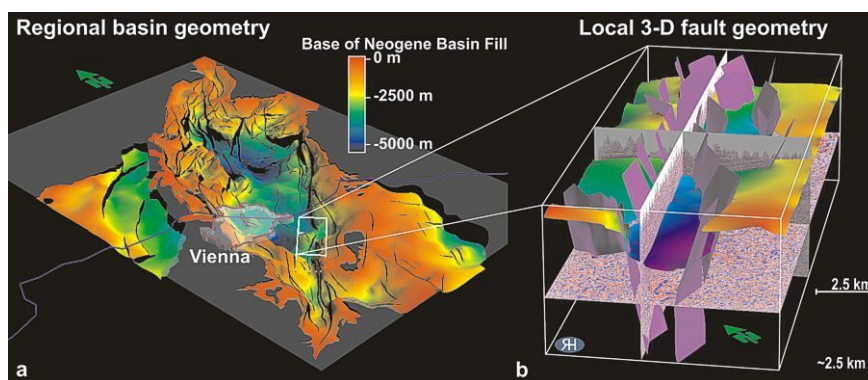 Regional basin geometry
Base of Neogene Basin Fill
0 m
-2500 m
-5000 m
Vienna
a
Local 3-D fault geometry
2.5 km
~2.5 km
b